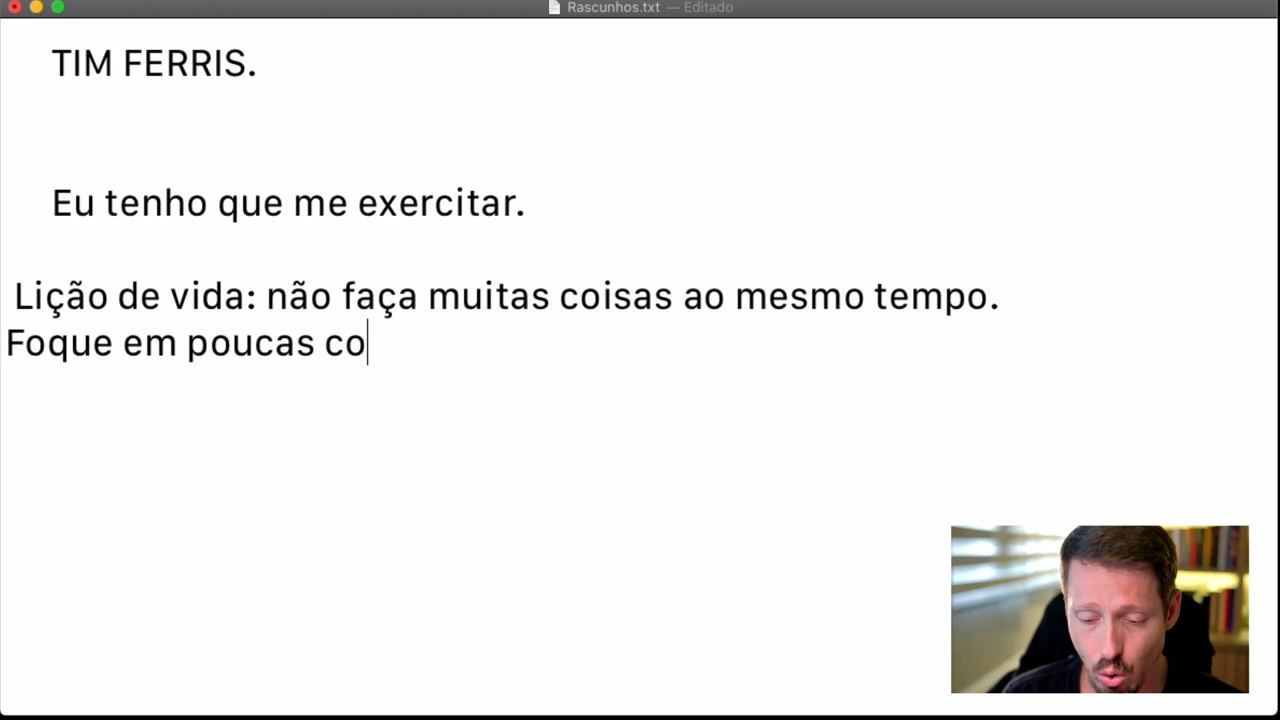 Rascunhos.txt — Editado
TIM FERRIS.
Eu tenho que me exercitar.
Lição de vida: não faça muitas coisas ao mesmo tempo.
Foque em poucas co